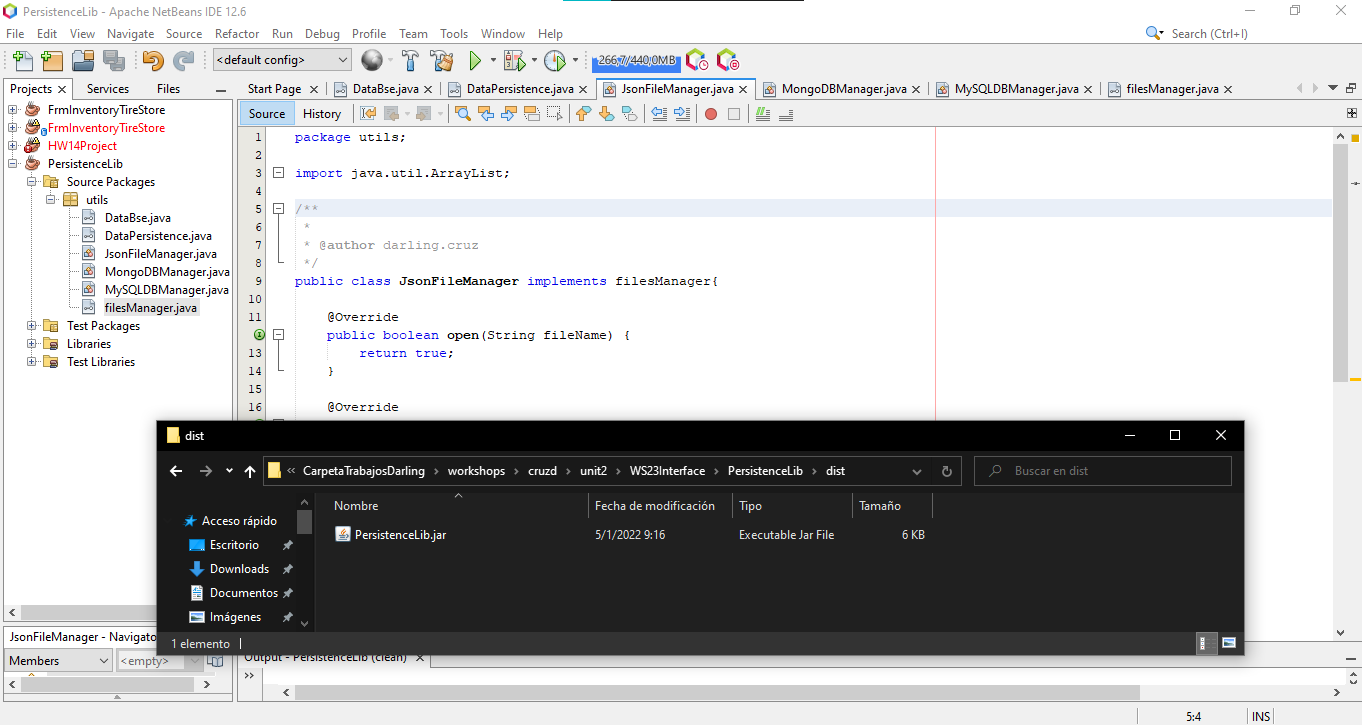 PersistenceLib - Apache NetBeans IDE 12.6
File Edit View Navigate Source Refactor Run Debug Profile Team Tools Window Help
Search (Ctrl+I)
<default config>
266,7/440,0MB
Projects Services Files
Start Page DataBse.java DataPersistence.java JsonFileManager.java MongoDBManager.java MySQLDBManager.java filesManager.java
Source History
FrmInventoryTireStore
FrmInventoryTireStore
HW14Project
PersistenceLib
Source Packages
utils
DataBse.java
DataPersistence.java
JsonFileManager.java
MongoDBManager.java
MySQLDBManager.java
filesManager.java
Test Packages
Libraries
Test Libraries
1 package utils;
2
3 import java.util.ArrayList;
4
5 /**
6 *
7 * @author darling.cruz
8 */
9 public class JsonFileManager implements filesManager{
10
11 @Override
public boolean open(String fileName) {
13 return true;
14 }
15
16 @Override
dist
« CarpetaTrabajosDarling › workshops › cruzd › unit2 › WS23Interface › PersistenceLib › dist
Buscar en dist
Nombre Fecha de modificación Tipo Tamaño
PersistenceLib.jar 5/1/2022 9:16 Executable Jar File 6 KB
Acceso rápido
Escritorio
Downloads
Documentos
Imágenes
1 elemento
JsonFileManager - Navigato
Members <empty>
Output - PersistenceLib (clean)
5:4 INS